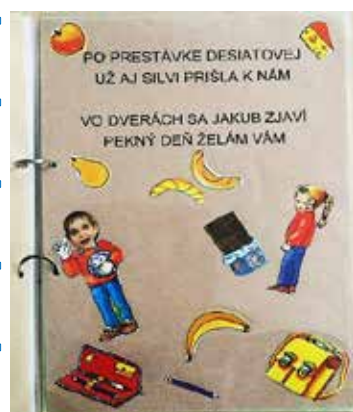 PO PRESTÁVKE DESIATOVEJ
UŽ AJ SILVI PRIŠLA K NÁM
VO DVERÁCH SA JAKUB ZJAVÍ
PEKNÝ DEŇ ŽELÁM VÁM